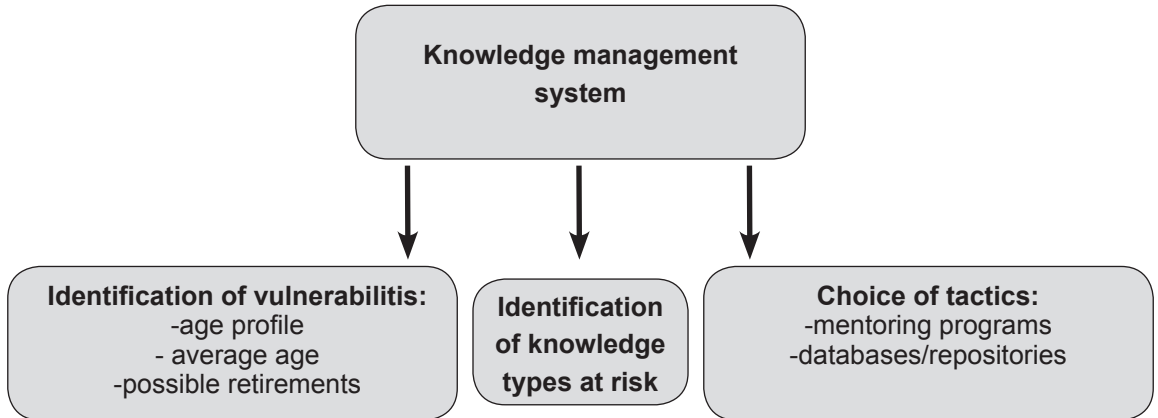 Knowledge management
system
Identification of vulnerabilitis:
-age profile
- average age
-possible retirements
Identification
of knowledge
types at risk
Choice of tactics:
-mentoring programs
-databases/repositories